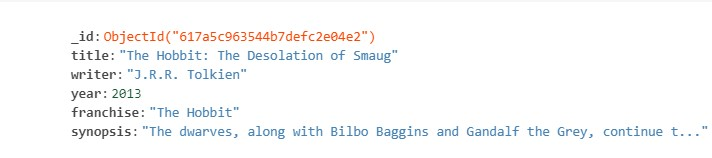 _id: ObjectId("617a5c963544b7defc2e04e2")
title: "The Hobbit: The Desolation of Smaug"
writer: "J.R.R. Tolkien"
year: 2013
franchise: "The Hobbit"
synopsis: "The dwarves, along with Bilbo Baggins and Gandalf the Grey, continue t..."